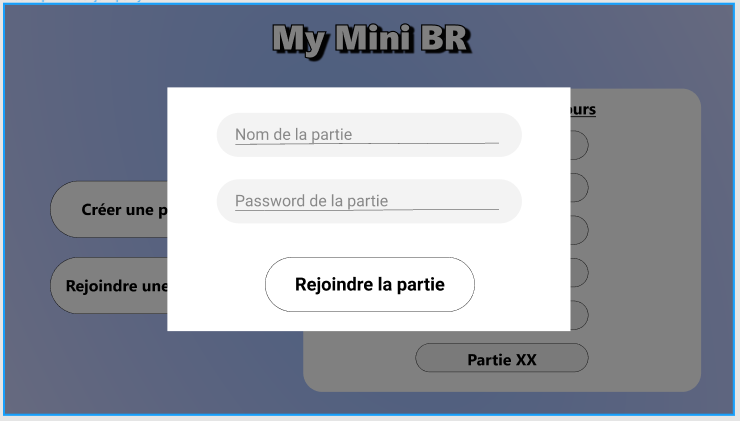 My Mini BR
ours
Nom de la partie
Password de la partie
Créer une p
Rejoindre une
Rejoindre la partie
Partie XX